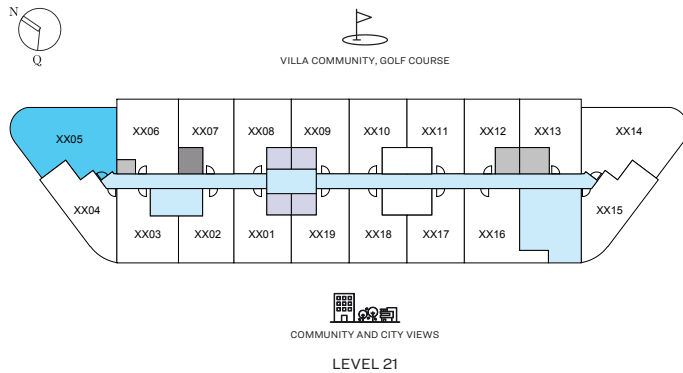 N
Q
VILLA COMMUNITY, GOLF COURSE
XX05 XX06 XX07 XX08 XX09 XX10 XX11 XX12 XX13 XX14
XX04 XX03 XX02 XX01 XX19 XX18 XX17 XX16 XX15
COMMUNITY AND CITY VIEWS
LEVEL 21